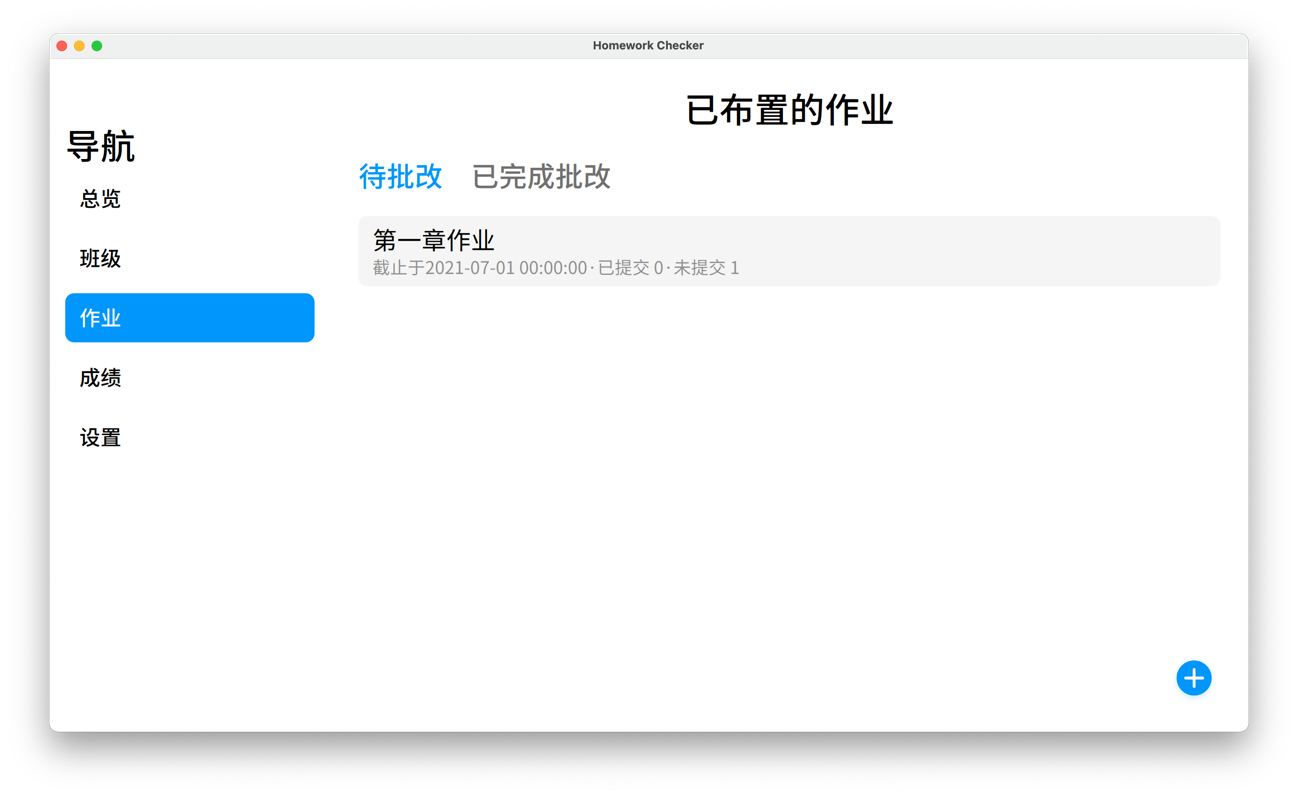 Homework Checker
导航
总览
班级
作业
成绩
设置
已布置的作业
待批改 已完成批改
第一章作业
截止于2021-07-01 00:00:00 · 已提交 0 · 未提交 1